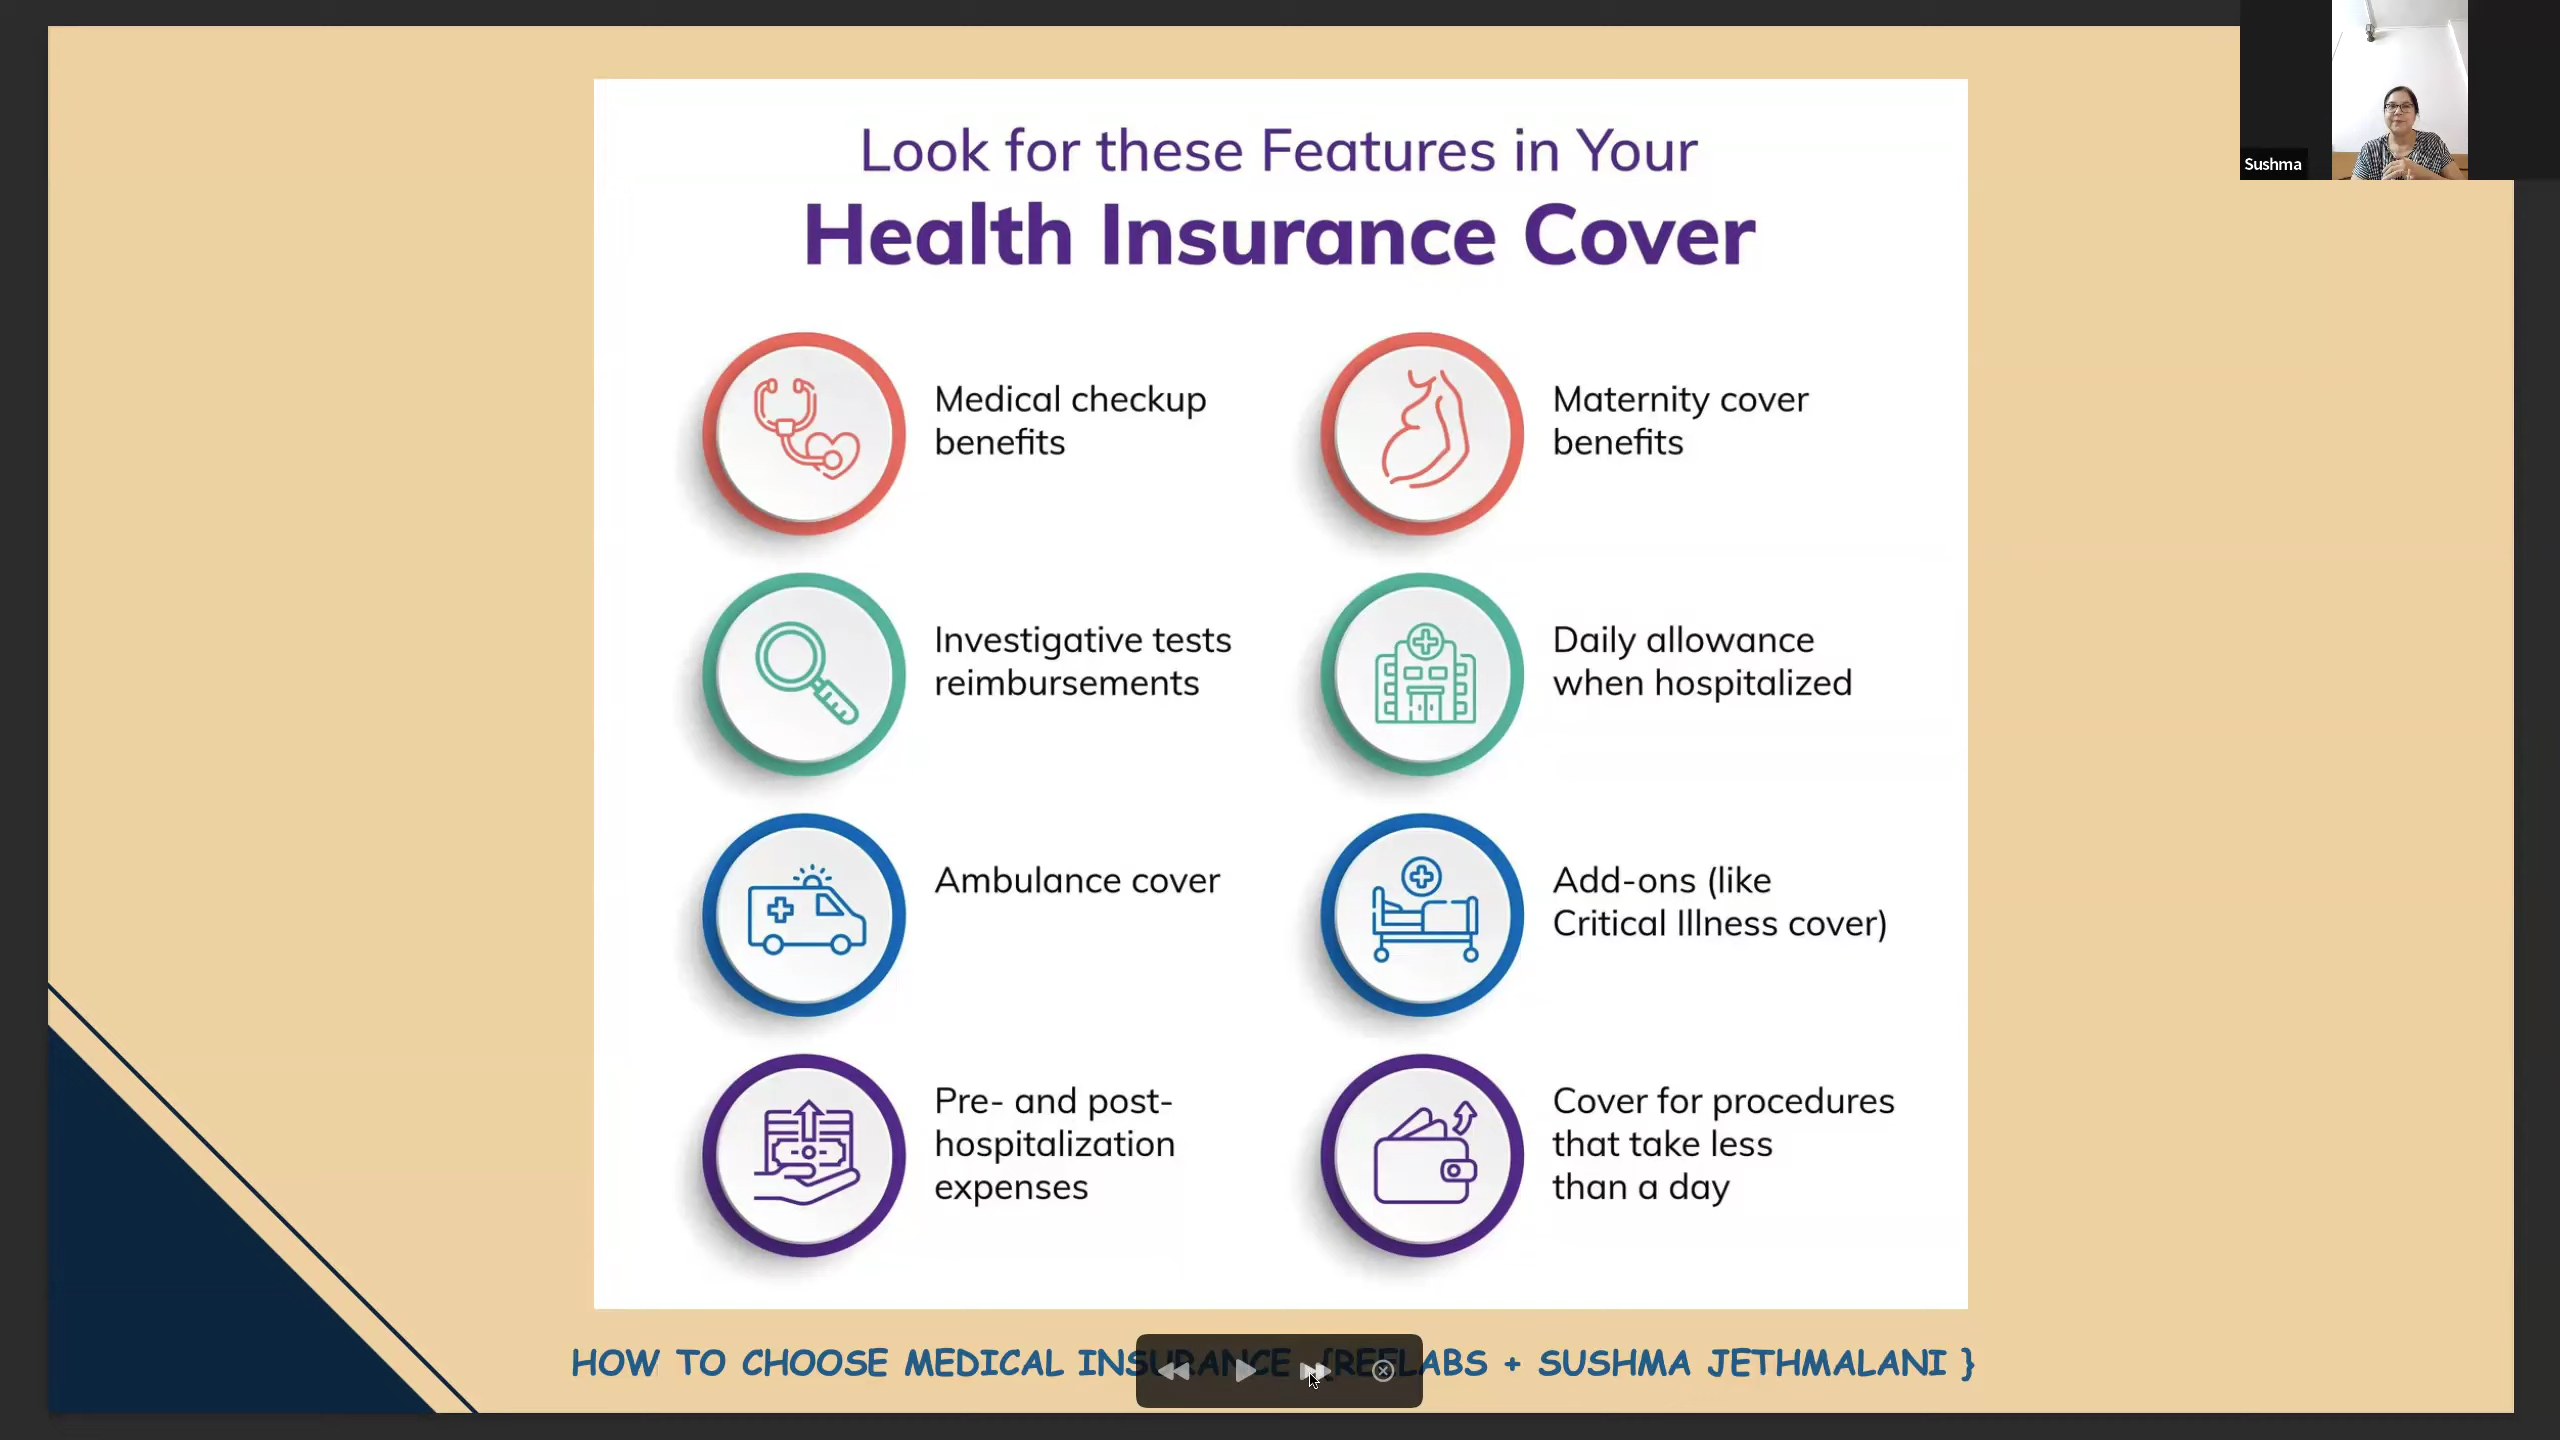 Sushma
Look for these Features in Your
Health Insurance Cover
Medical checkup
benefits
Maternity cover
benefits
Investigative tests
reimbursements
Daily allowance
when hospitalized
Ambulance cover
Add-ons (like
Critical Illness cover)
Pre- and post-
hospitalization
expenses
Cover for procedures
that take less
than a day
HOW TO CHOOSE MEDICAL INSURANCE {REFLABS + SUSHMA JETHMALANI }